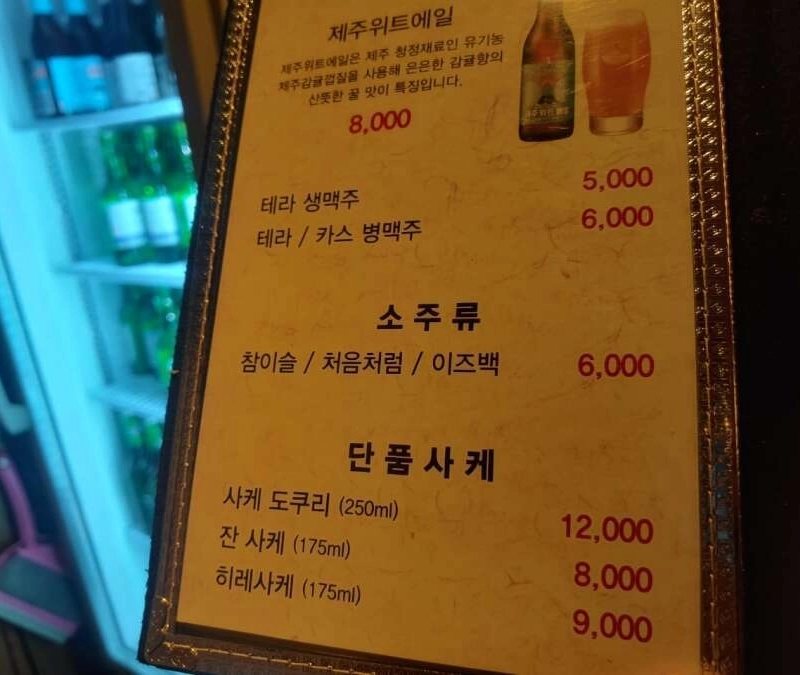 제주위트에일
제주위트에일은 제주 청정재료인 유기농
제주감귤껍질을 사용해 은은한 감귤향의
산뜻한 끝 맛이 특징입니다.
8,000
테라 생맥주 5,000
테라 / 카스 병맥주 6,000
소주류
참이슬 / 처음처럼 / 이즈백 6,000
단품사케
사케 도쿠리 (250ml) 12,000
잔 사케 (175ml) 8,000
히레사케 (175ml) 9,000